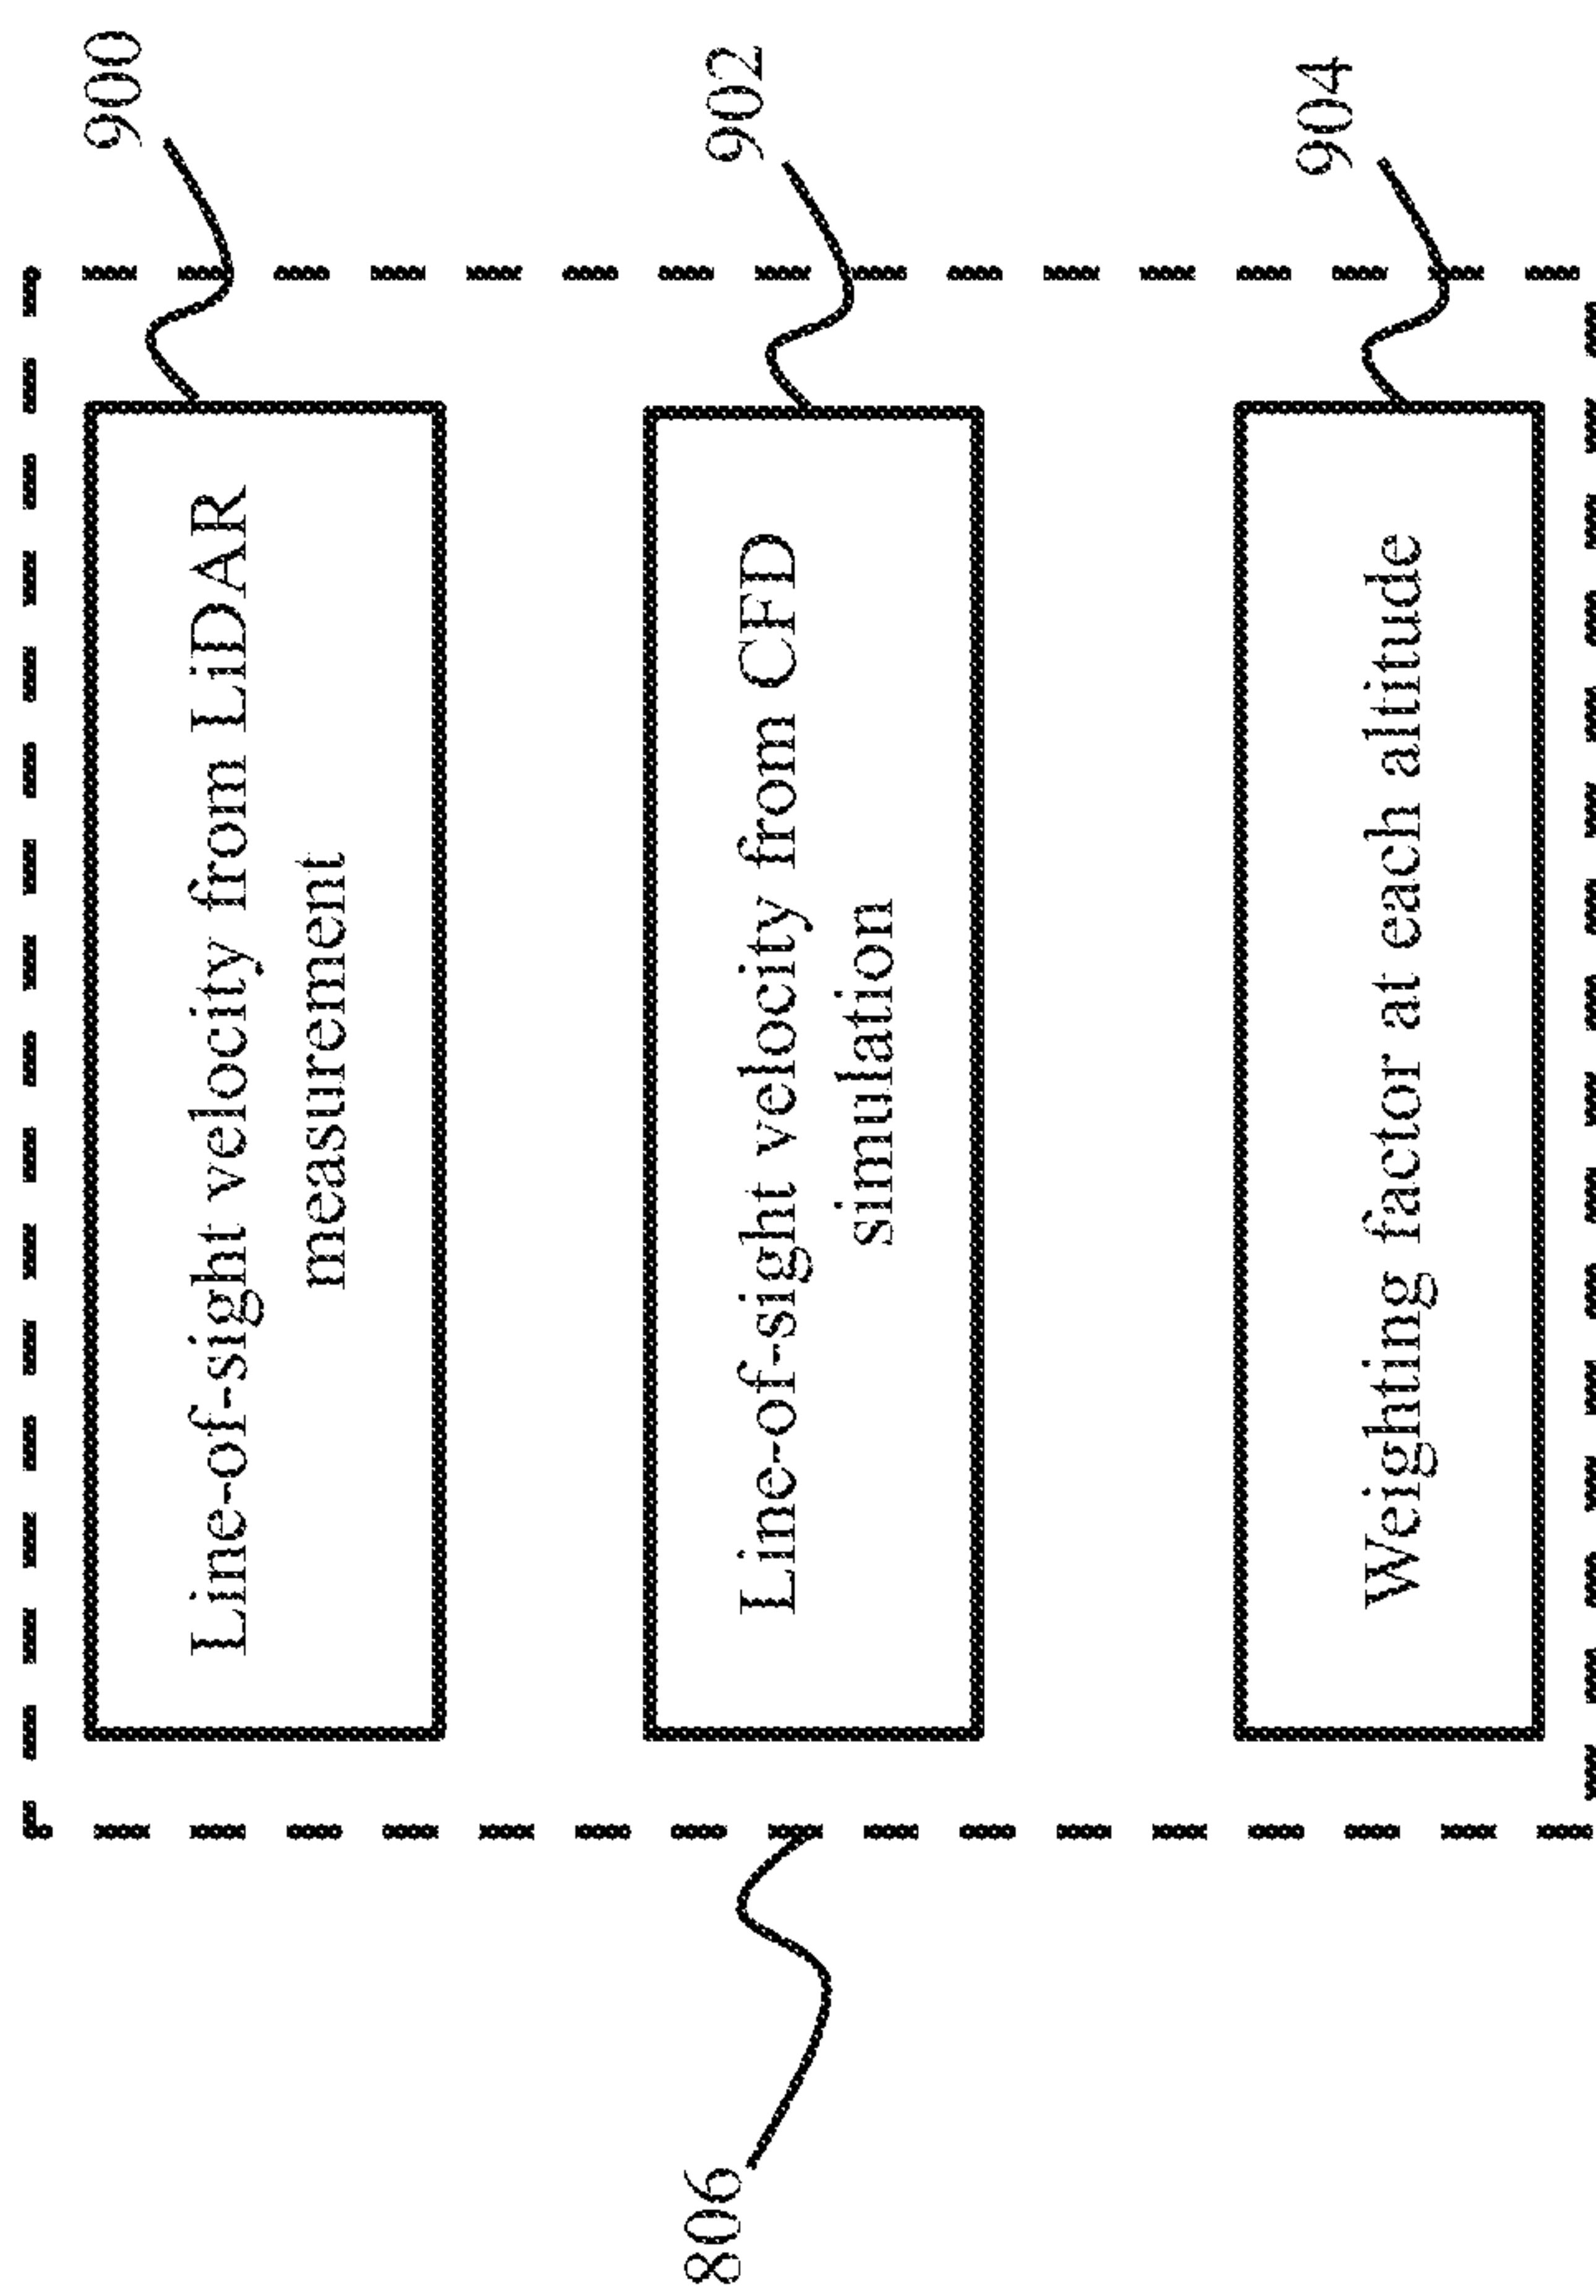 900
Line-of-sight velocity from LiDAR
measurement
902
Line-of-sight velocity from CFD
simulation
806
904
Weighting factor at each altitude